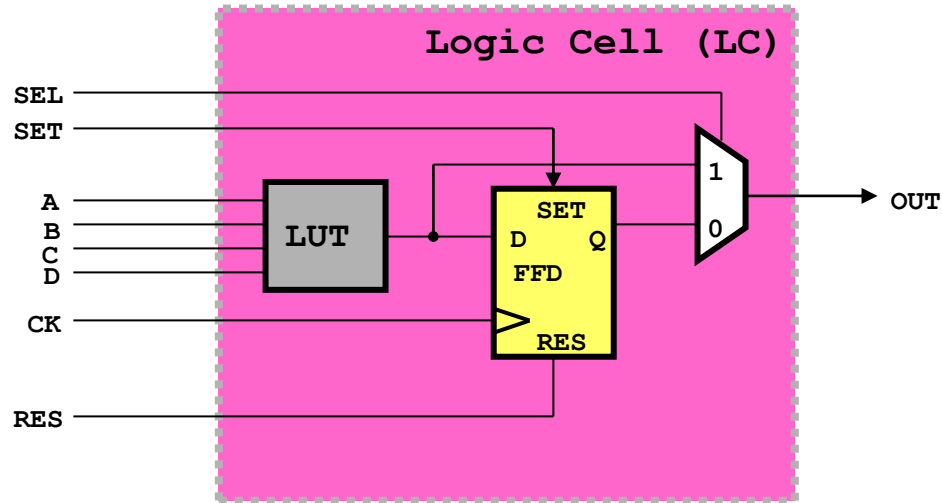 Logic Cell (LC)
SEL
SET
A
B
C
D
CK
RES
LUT
SET
D Q
FFD
RES
1
0
OUT